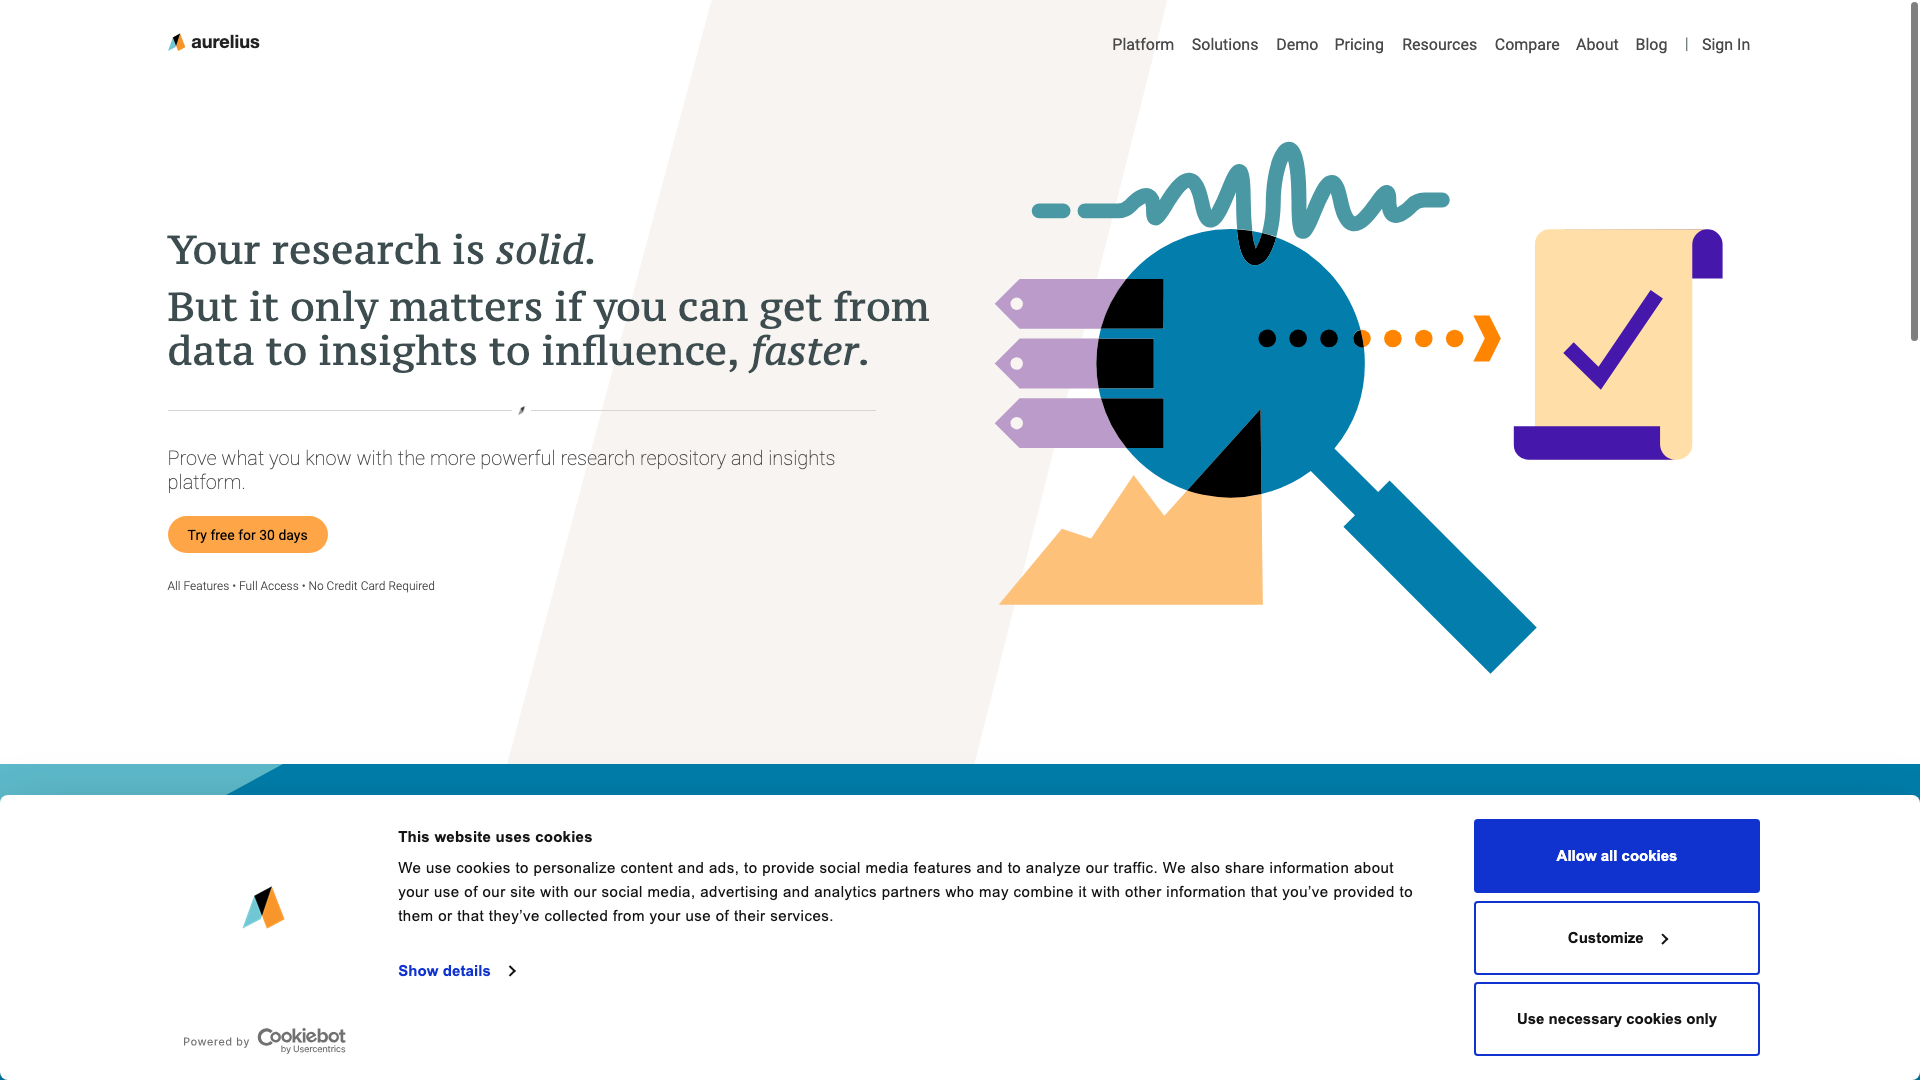 aurelius
Platform Solutions Demo Pricing Resources Compare About Blog | Sign In
Your research is solid.
But it only matters if you can get from
data to insights to influence, faster.
Prove what you know with the more powerful research repository and insights
platform.
Try free for 30 days
All Features • Full Access • No Credit Card Required
This website uses cookies
We use cookies to personalize content and ads, to provide social media features and to analyze our traffic. We also share information about
your use of our site with our social media, advertising and analytics partners who may combine it with other information that you’ve provided to
them or that they’ve collected from your use of their services.
Show details
Powered by Cookiebot
by Usercentrics
Allow all cookies
Customize
Use necessary cookies only